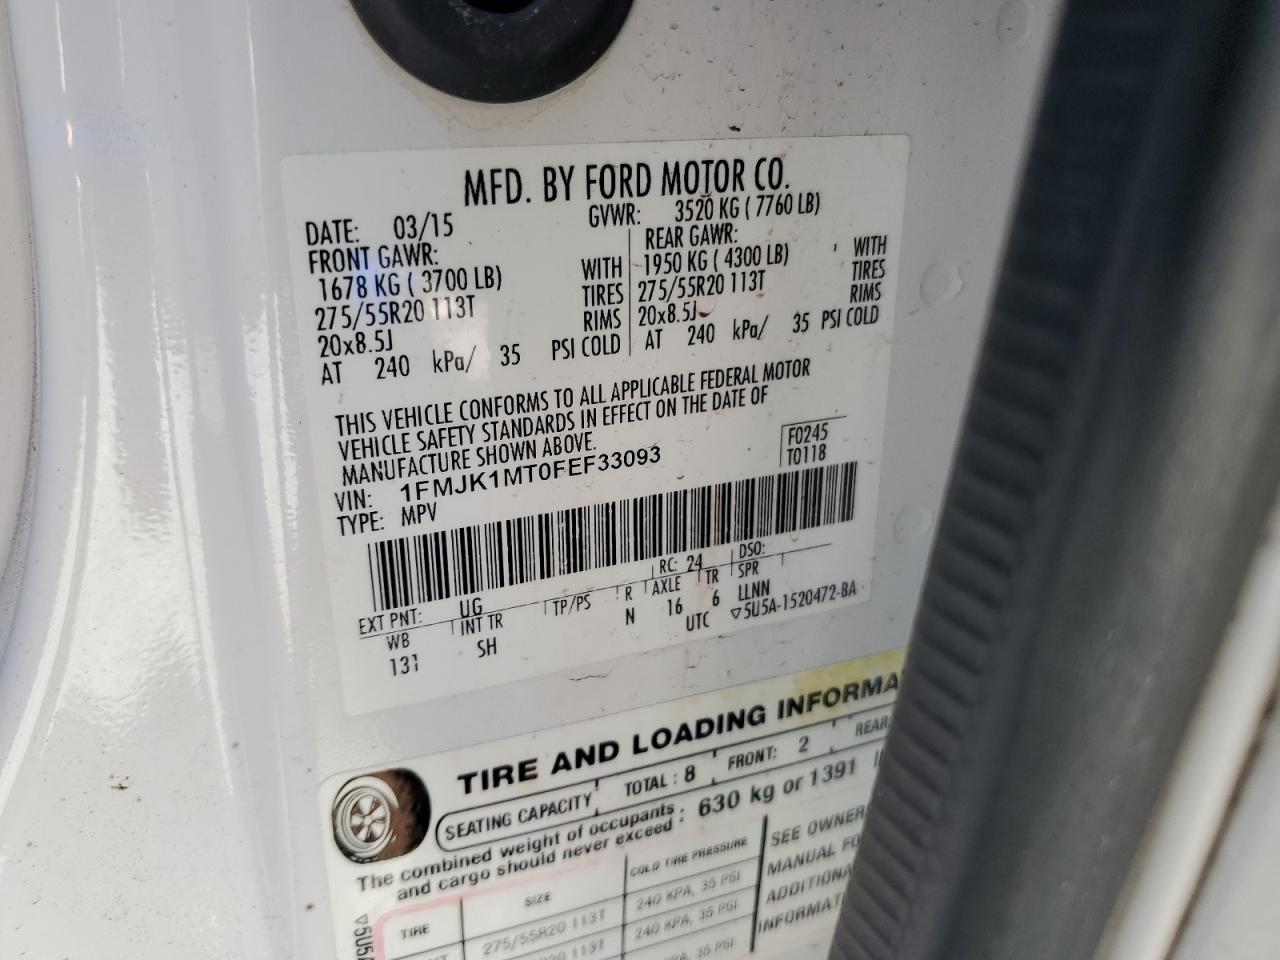 MFD. BY FORD MOTOR CO.
DATE: 03/15 GVWR: 3520 KG ( 7760 LB)
FRONT GAWR: REAR GAWR:
1678 KG ( 3700 LB) WITH 1950 KG ( 4300 LB) WITH
275/55R20 113T TIRES 275/55R20 113T TIRES
20x8.5J RIMS 20x8.5J RIMS
AT 240 kPa/ 35 PSI COLD AT 240 kPa/ 35 PSI COLD
THIS VEHICLE CONFORMS TO ALL APPLICABLE FEDERAL MOTOR
VEHICLE SAFETY STANDARDS IN EFFECT ON THE DATE OF
MANUFACTURE SHOWN ABOVE.
F0245
VIN: 1FMJK1MT0FEF33093
T0118
TYPE: MPV
EXT PNT: UG RC: 24 DSO:
WB INT TR TP/PS R AXLE TR SPR
131 SH N 16 6 LLNN
UTC ▽5U5A-1520472-BA
TIRE AND LOADING INFORMA
SEATING CAPACITY TOTAL : 8 FRONT: 2 REAR:
The combined weight of occupants
and cargo should never exceed : 630 kg or 1391
TIRE SIZE COLD TIRE PRESSURE SEE OWNER
275/55R20 113T 240 KPA, 35 PSI MANUAL FO
113T 240 KPA, 35 PSI ADDITIONA
35 PSI INFORMAT
▽5U5A